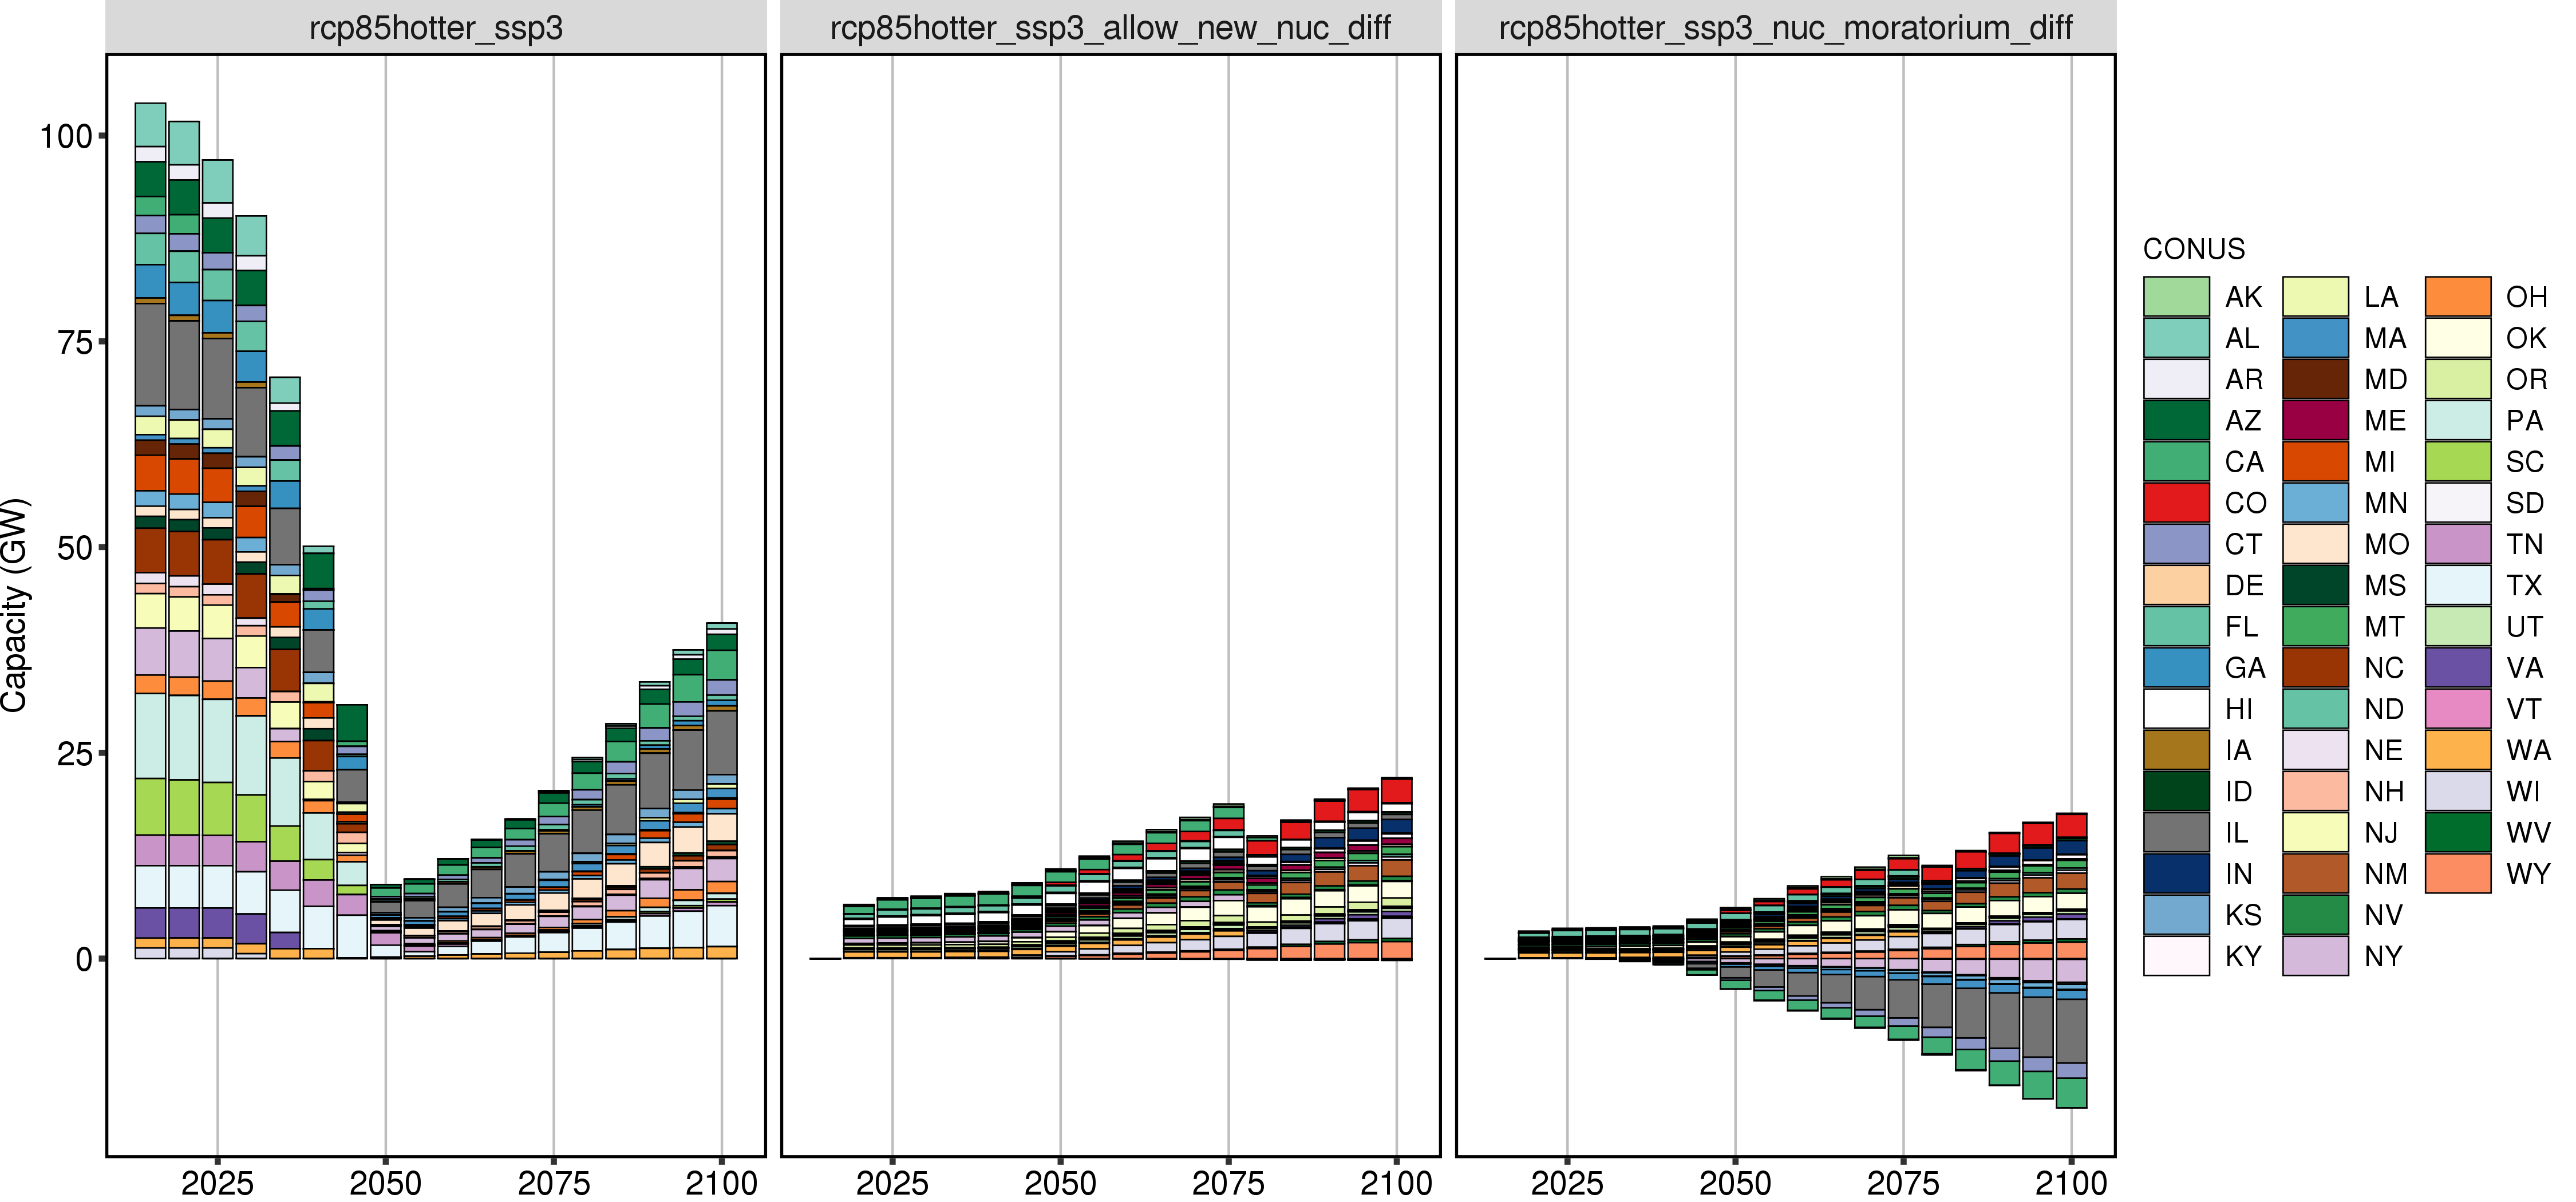 rcp85hotter_ssp3
rcp85hotter_ssp3_allow_new_nuc_diff
rcp85hotter_ssp3_nuc_moratorium_diff
Capacity (GW)
100
75
50
25
0
2025 2050 2075 2100
2025 2050 2075 2100
2025 2050 2075 2100
CONUS
AK LA OH
AL MA OK
AR MD OR
AZ ME PA
CA MI SC
CO MN SD
CT MO TN
DE MS TX
FL MT UT
GA NC VA
HI ND VT
IA NE WA
ID NH WI
IL NJ WV
IN NM WY
KS NV
KY NY